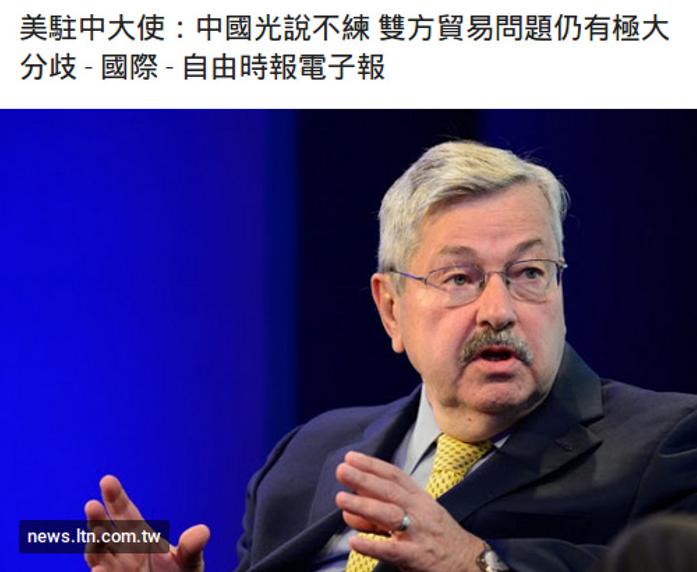 美駐中大使：中國光說不練 雙方貿易問題仍有極大
分歧 - 國際 - 自由時報電子報
news.ltn.com.tw